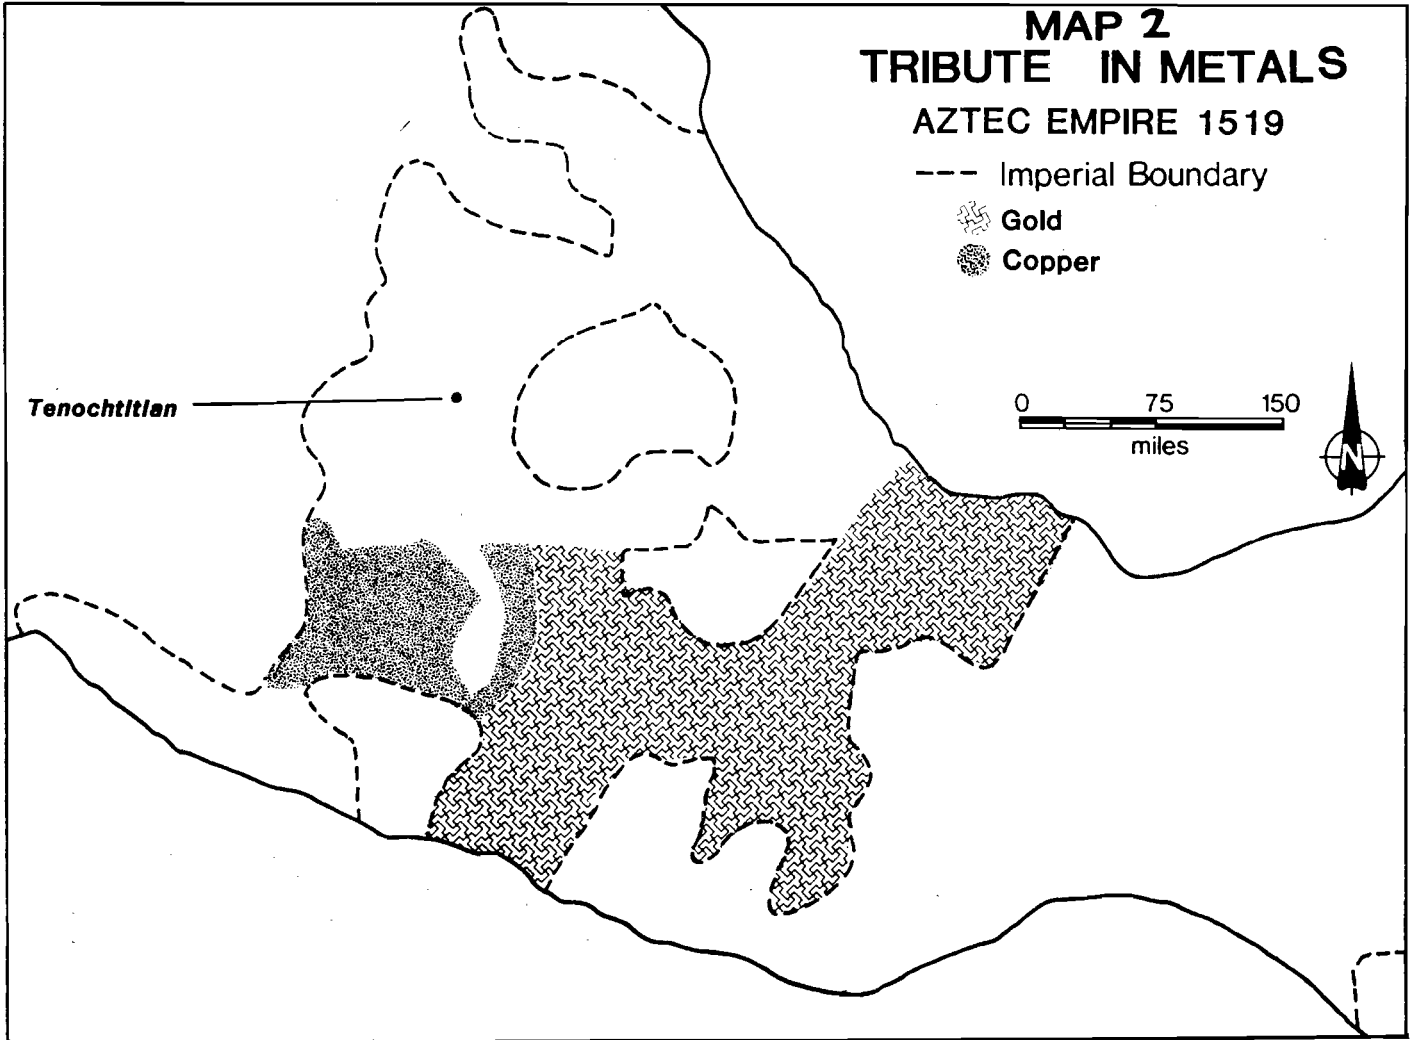 MAP 2
TRIBUTE IN METALS
AZTEC EMPIRE 1519
Imperial Boundary
Gold
Copper
Tenochtitlan
0 75 150
miles
N